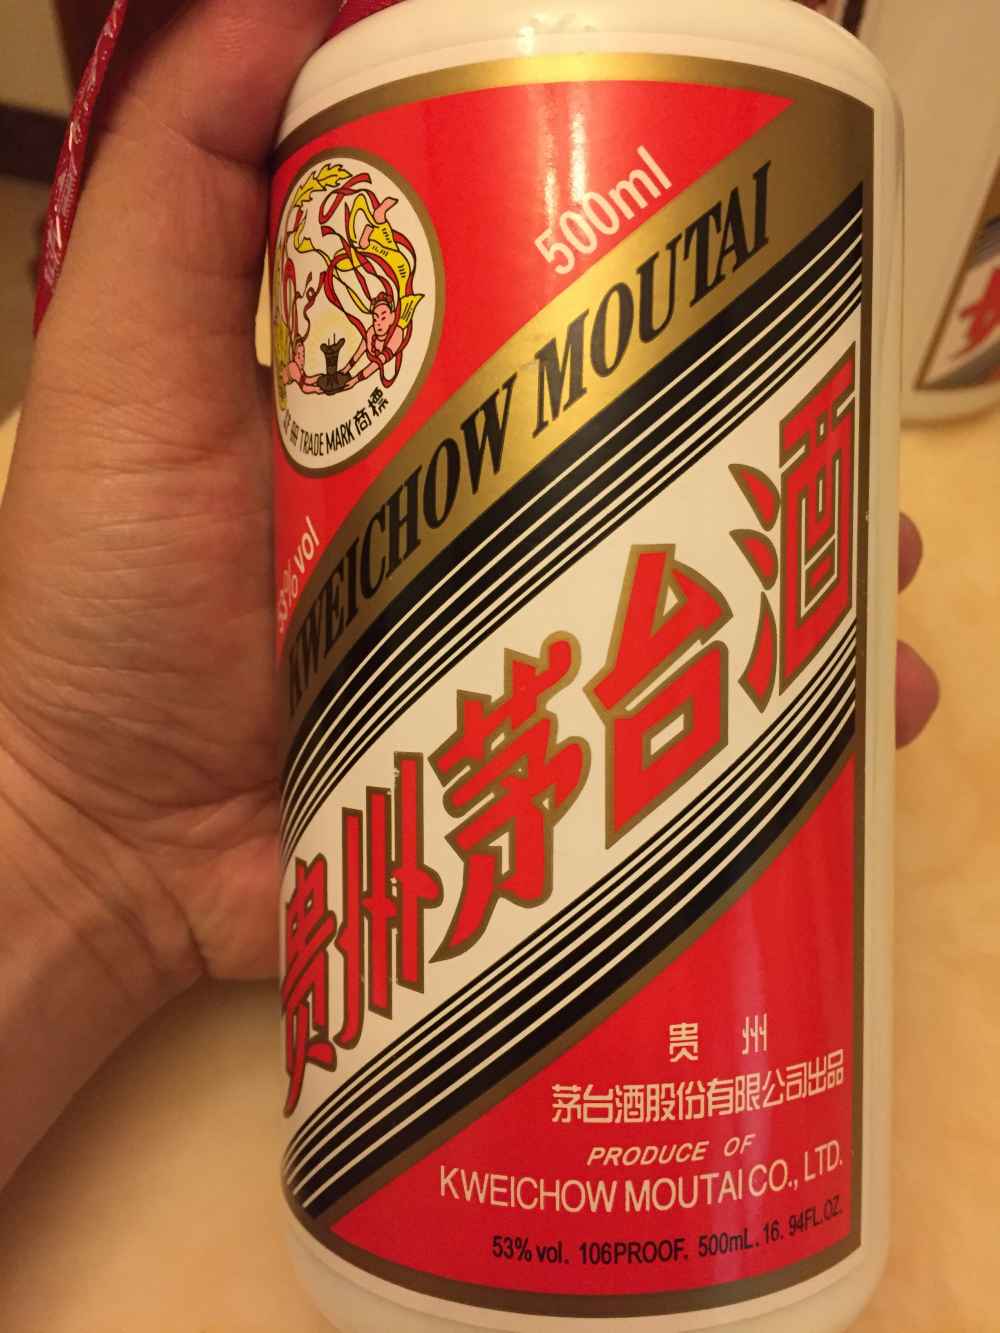 500ml
KWEICHOW MOUTAI
TRADE MARK 商標
% vol
贵州茅台酒
贵 州
茅台酒股份有限公司出品
PRODUCE OF
KWEICHOW MOUTAI CO., LTD.
53% vol. 106PROOF. 500mL. 16. 94FL.OZ.